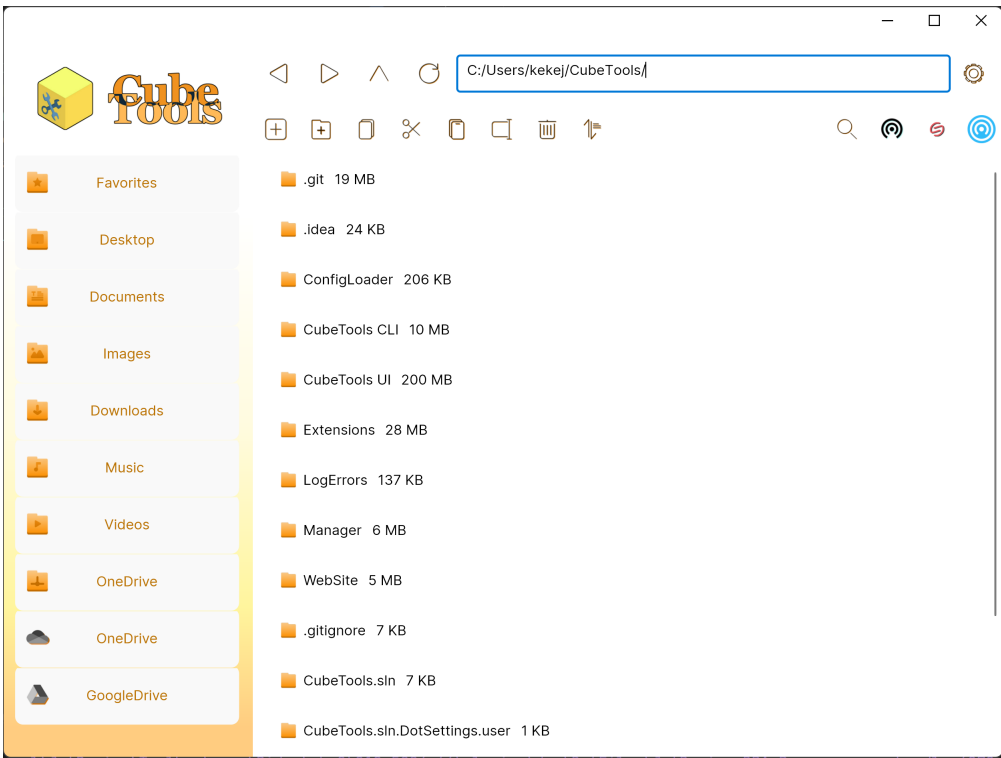 C:/Users/kekej/CubeTools/
Cube
Tools
Favorites
Desktop
Documents
Images
Downloads
Music
Videos
OneDrive
OneDrive
GoogleDrive
.git 19 MB
.idea 24 KB
ConfigLoader 206 KB
CubeTools CLI 10 MB
CubeTools UI 200 MB
Extensions 28 MB
LogErrors 137 KB
Manager 6 MB
WebSite 5 MB
.gitignore 7 KB
CubeTools.sln 7 KB
CubeTools.sln.DotSettings.user 1 KB